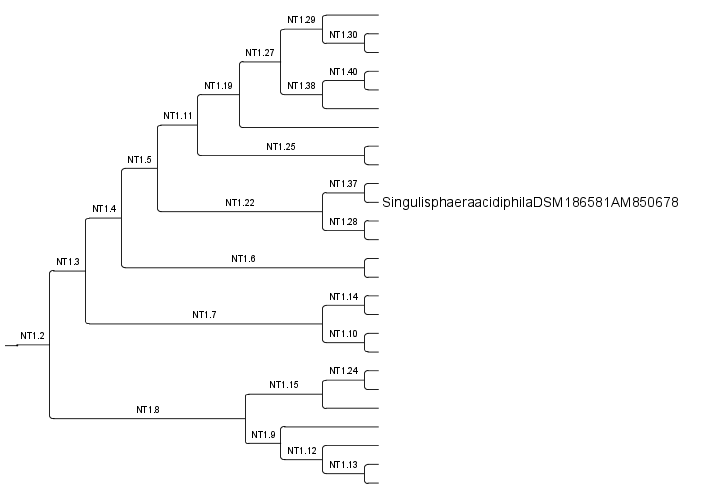 NT1.29
NT1.30
NT1.27
NT1.40
NT1.38
NT1.19
NT1.11
NT1.25
NT1.5
NT1.37
SingulisphaeraacidiphilaDSM186581AM850678
NT1.22
NT1.4
NT1.28
NT1.6
NT1.3
NT1.14
NT1.7
NT1.10
NT1.2
NT1.24
NT1.15
NT1.8
NT1.9
NT1.12
NT1.13